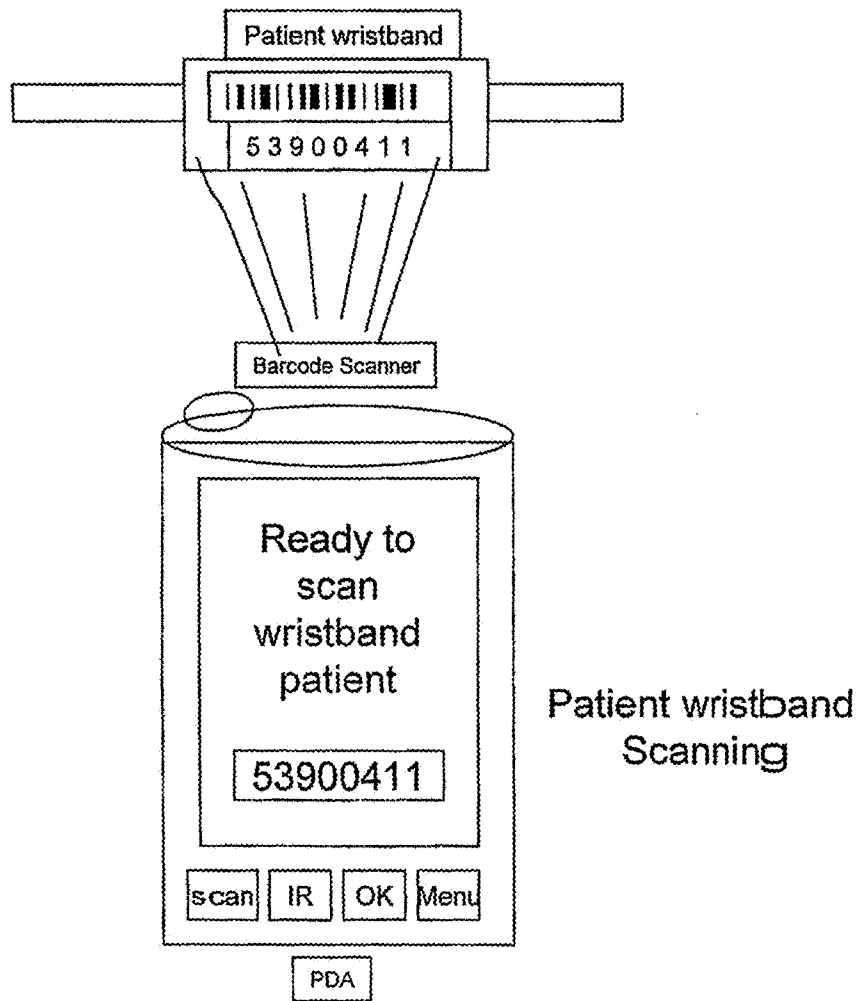 Patient wristband
53900411
Barcode Scanner
Ready to
scan
wristband
patient
53900411
Patient wristband
Scanning
scan IR OK Menu
PDA